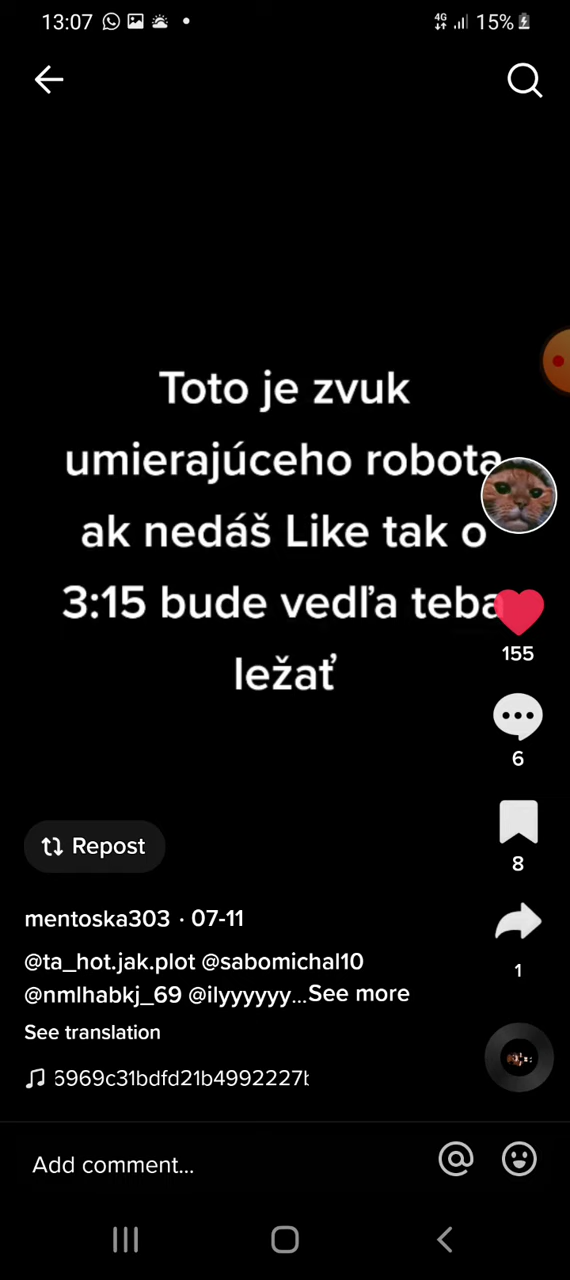 13:07
4G 15%
Toto je zvuk
umierajúceho robota
ak nedáš Like tak o
3:15 bude vedľa teba
ležať
155
6
8
Repost
mentoska303 · 07-11
@ta_hot.jak.plot @sabomichal10
@nmlhabkj_69 @ilyyyyyy...See more
1
See translation
6969c31bdfd21b4992227b
Add comment...